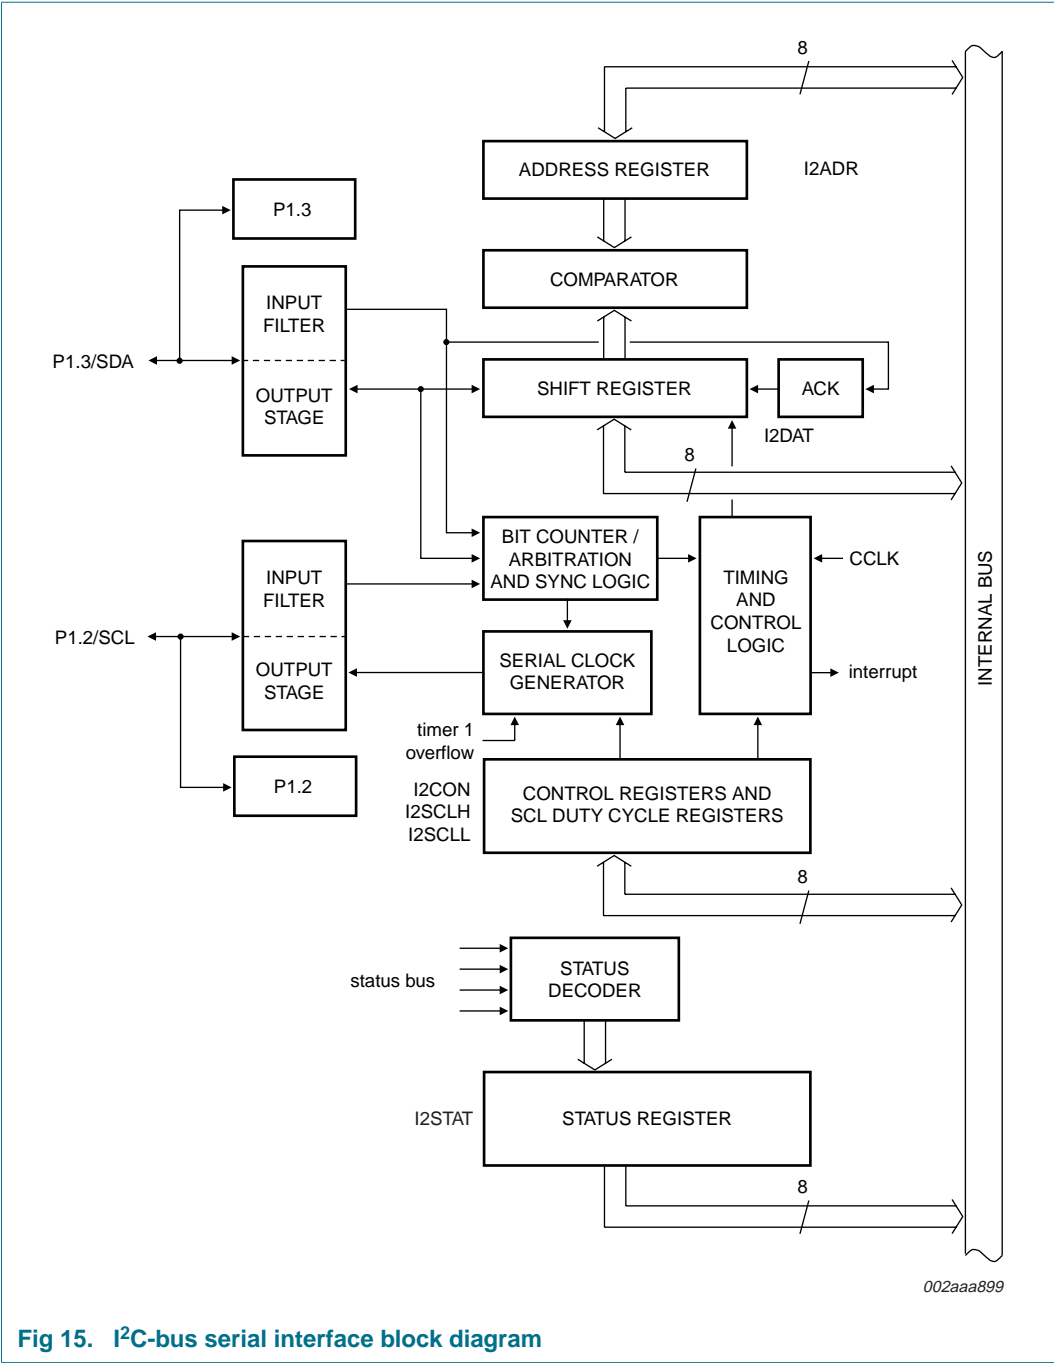 8
ADDRESS REGISTER
I2ADR
P1.3
COMPARATOR
INPUT
FILTER
P1.3/SDA
OUTPUT
STAGE
SHIFT REGISTER
ACK
I2DAT
8
BIT COUNTER /
ARBITRATION
AND SYNC LOGIC
TIMING
AND
CONTROL
LOGIC
CCLK
INTERNAL BUS
INPUT
FILTER
P1.2/SCL
OUTPUT
STAGE
SERIAL CLOCK
GENERATOR
interrupt
timer 1
overflow
P1.2
I2CON
I2SCLH
I2SCLL
CONTROL REGISTERS AND
SCL DUTY CYCLE REGISTERS
8
status bus
STATUS
DECODER
I2STAT
STATUS REGISTER
8
002aaa899
Fig 15. I²C-bus serial interface block diagram